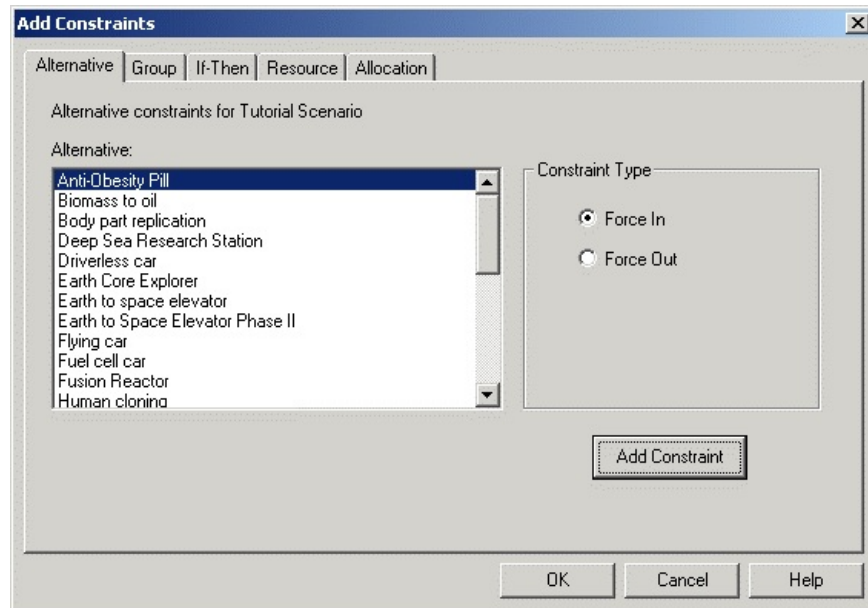 Add Constraints
Alternative Group If-Then Resource Allocation
Alternative constraints for Tutorial Scenario
Alternative:
Anti-Obesity Pill
Biomass to oil
Body part replication
Deep Sea Research Station
Driverless car
Earth Core Explorer
Earth to space elevator
Earth to Space Elevator Phase II
Flying car
Fuel cell car
Fusion Reactor
Human cloning
Constraint Type
Force In
Force Out
Add Constraint
OK Cancel Help